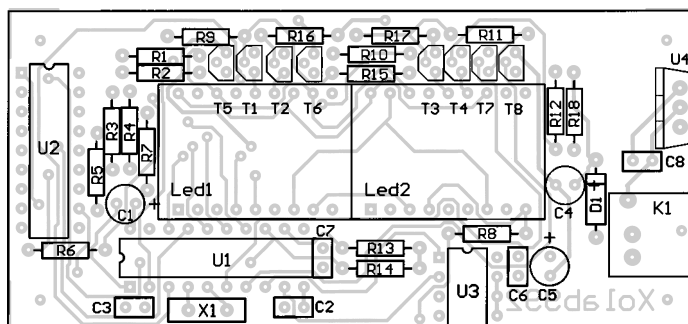 R9 R16 R17 R11
R1 R10
R2 R15
U4
T5 T1 T2 T6 T3 T4 T7 T8
R3 R4 R12 R18
U2 R7
R5 C8
Led1 Led2
C1 + C4 + D1 K1
R6 U1 C7 R13 R8 +
R14
U3 C6 C5
C3 X1 C2